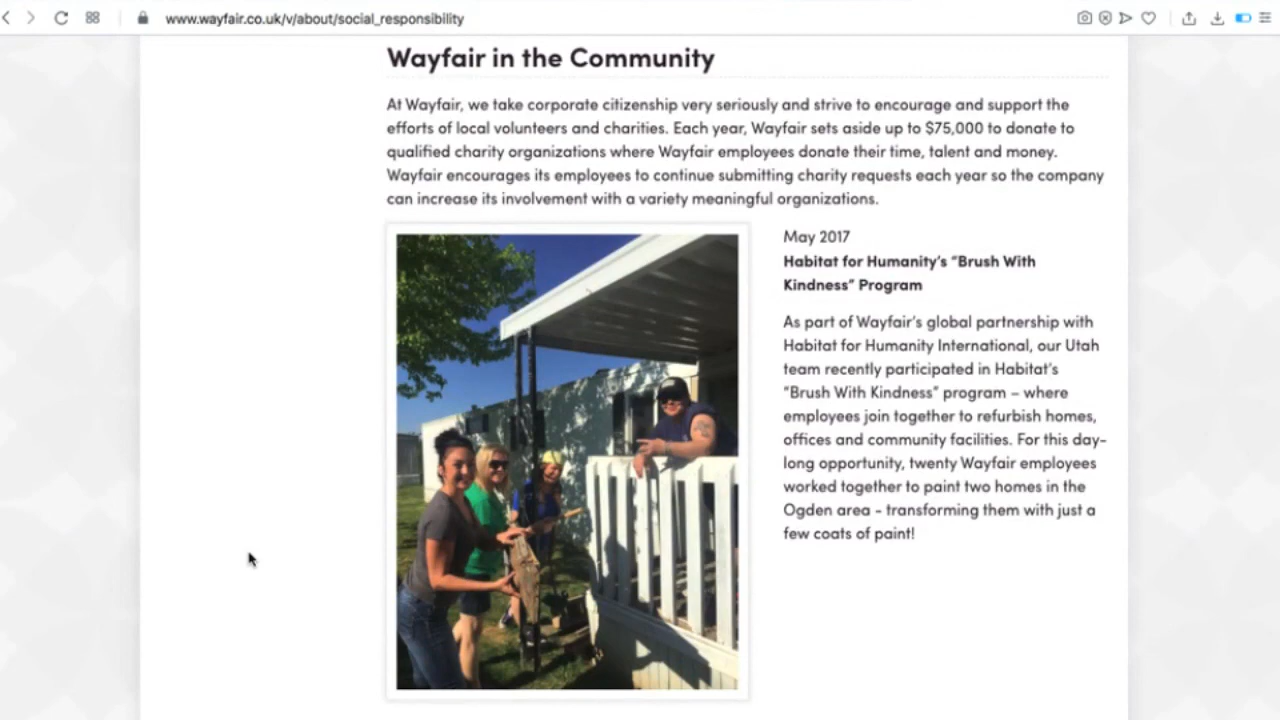 www.wayfair.co.uk/v/about/social_responsibility
Wayfair in the Community
At Wayfair, we take corporate citizenship very seriously and strive to encourage and support the
efforts of local volunteers and charities. Each year, Wayfair sets aside up to $75,000 to donate to
qualified charity organizations where Wayfair employees donate their time, talent and money.
Wayfair encourages its employees to continue submitting charity requests each year so the company
can increase its involvement with a variety meaningful organizations.
May 2017
Habitat for Humanity's "Brush With
Kindness" Program
As part of Wayfair's global partnership with
Habitat for Humanity International, our Utah
team recently participated in Habitat's
"Brush With Kindness" program – where
employees join together to refurbish homes,
offices and community facilities. For this day-
long opportunity, twenty Wayfair employees
worked together to paint two homes in the
Ogden area - transforming them with just a
few coats of paint!